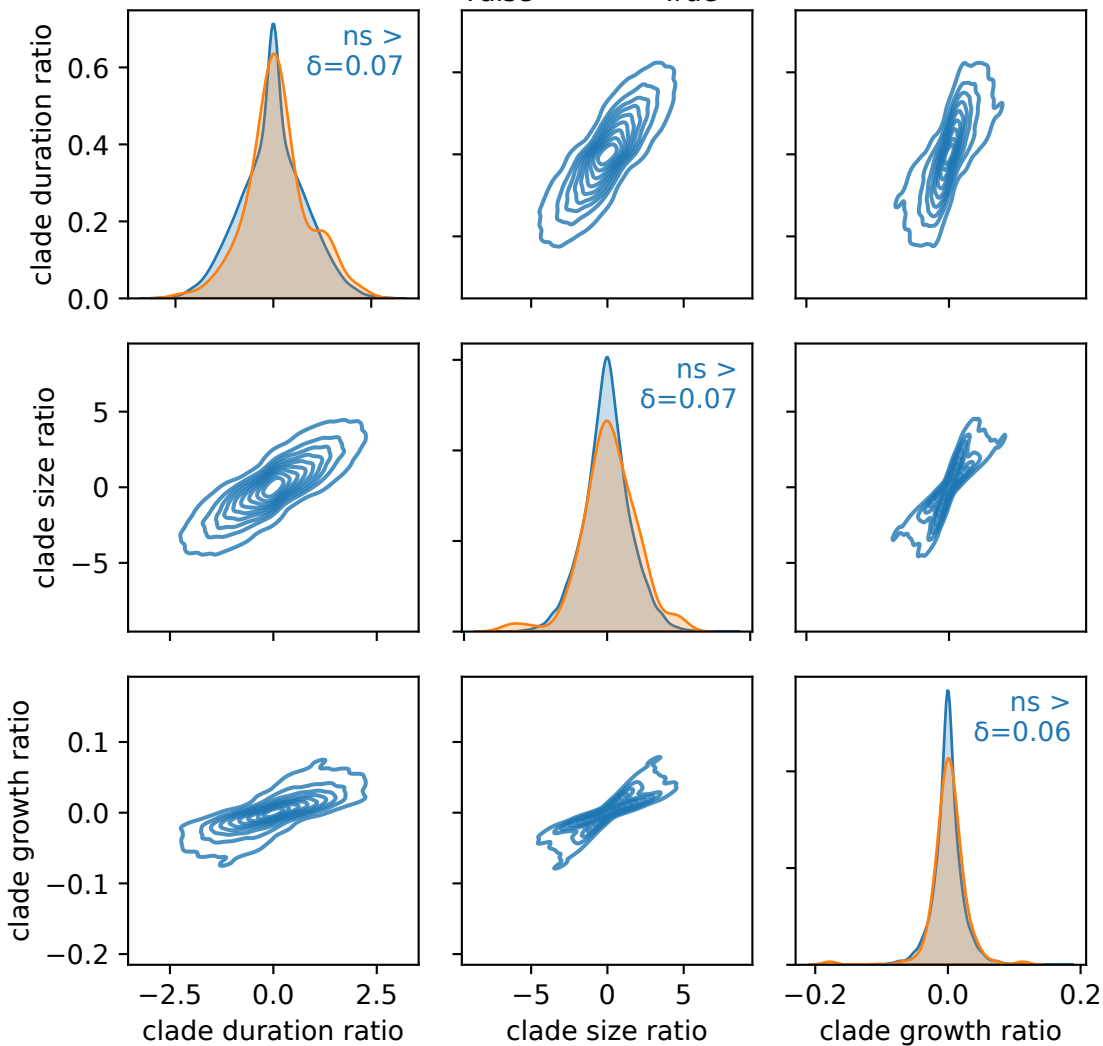 clade duration ratio
0.6
0.4
0.2
0.0
ns >
δ=0.07
clade size ratio
5
0
−5
ns >
δ=0.07
clade growth ratio
0.1
0.0
−0.1
−0.2
ns >
δ=0.06
−2.5 0.0 2.5
clade duration ratio
−5 0 5
clade size ratio
−0.2 0.0 0.2
clade growth ratio